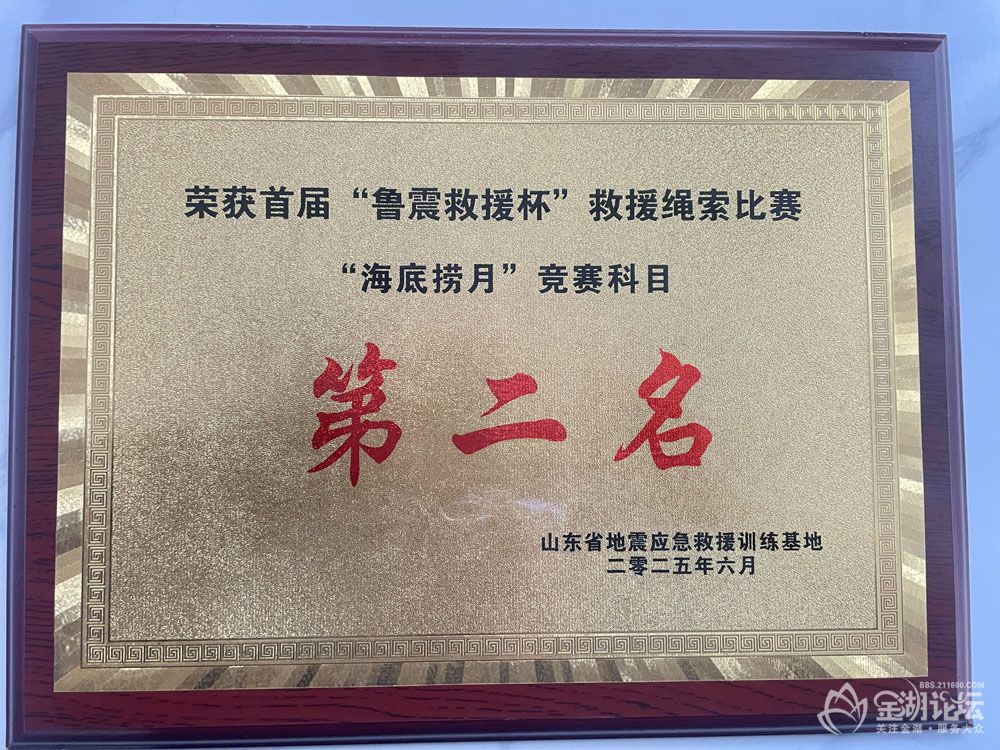 荣获首届“鲁震救援杯”救援绳索比赛
“海底捞月”竞赛科目
第二名
山东省地震应急救援训练基地
二零二五年六月
BBS.211600.COM
金湖论坛
关注金湖·服务大众